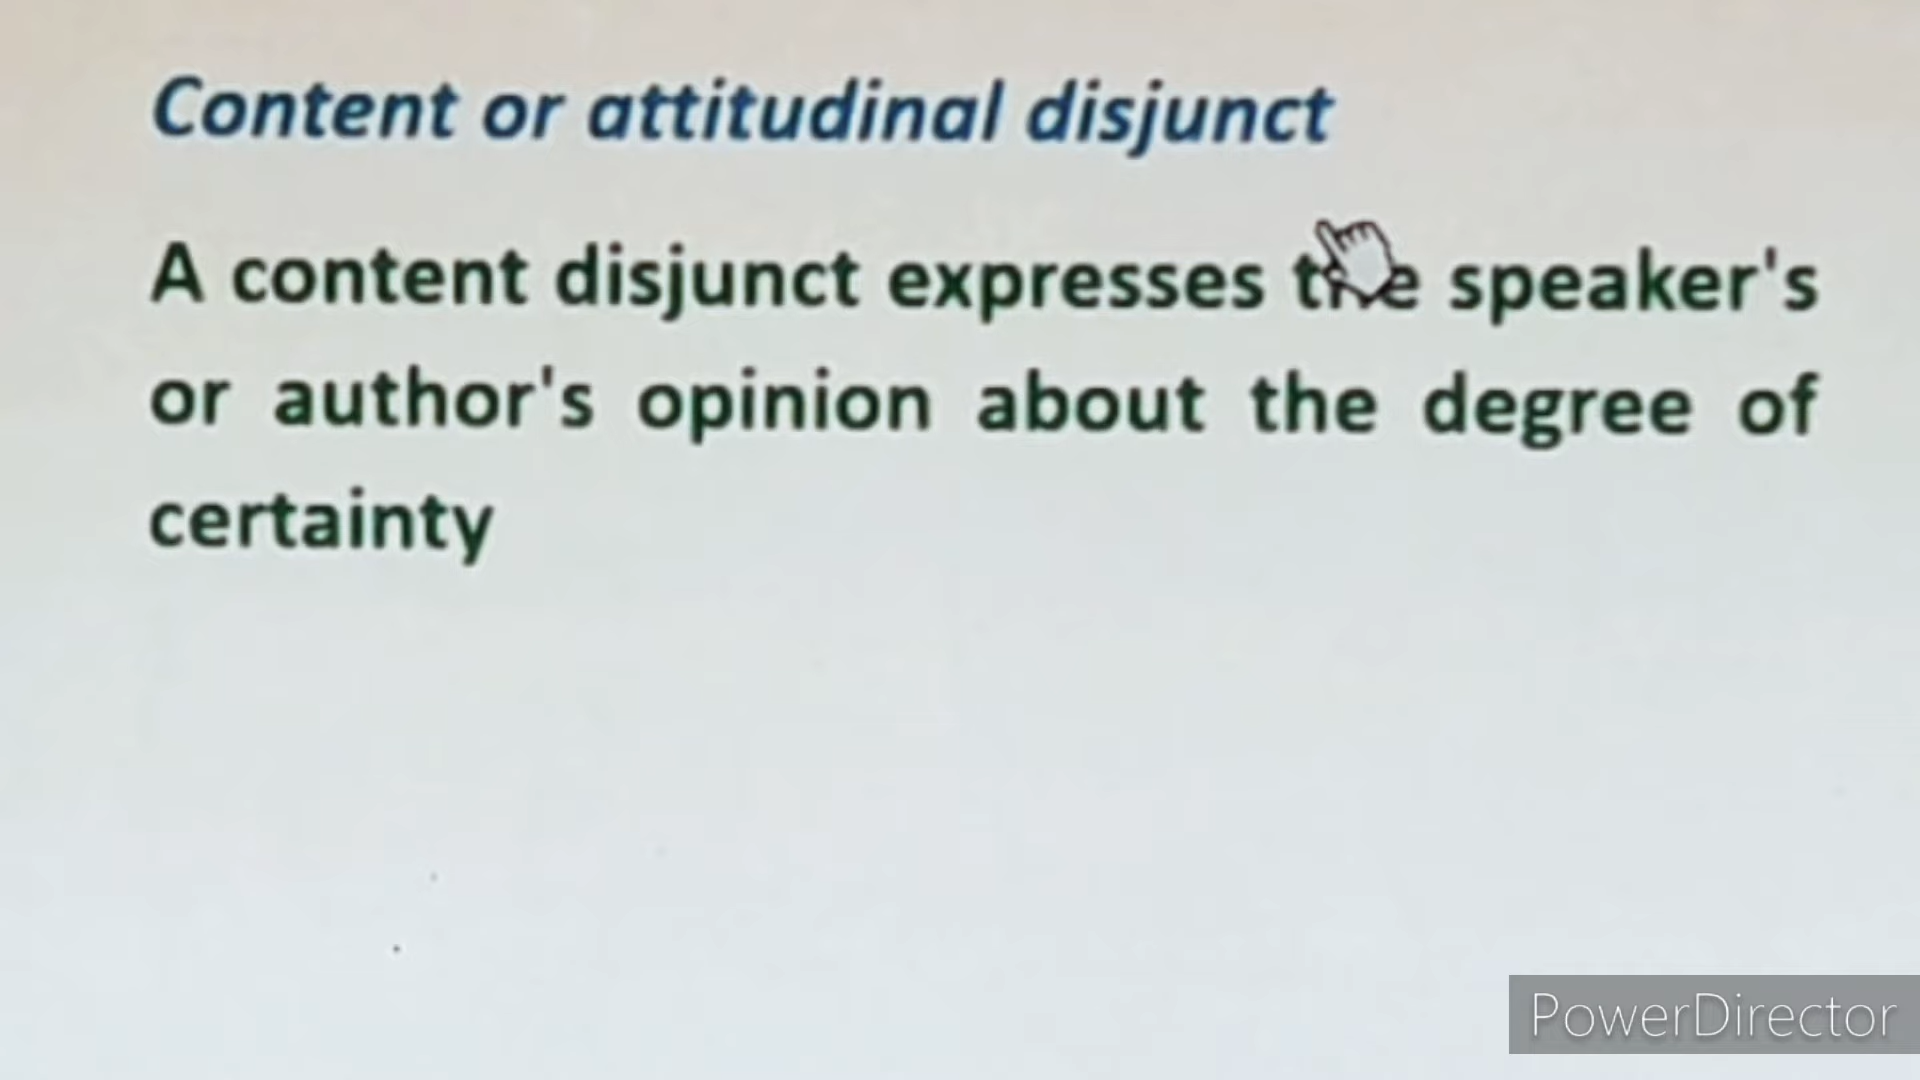 Content or attitudinal disjunct
A content disjunct expresses the speaker's
or author's opinion about the degree of
certainty
PowerDirector